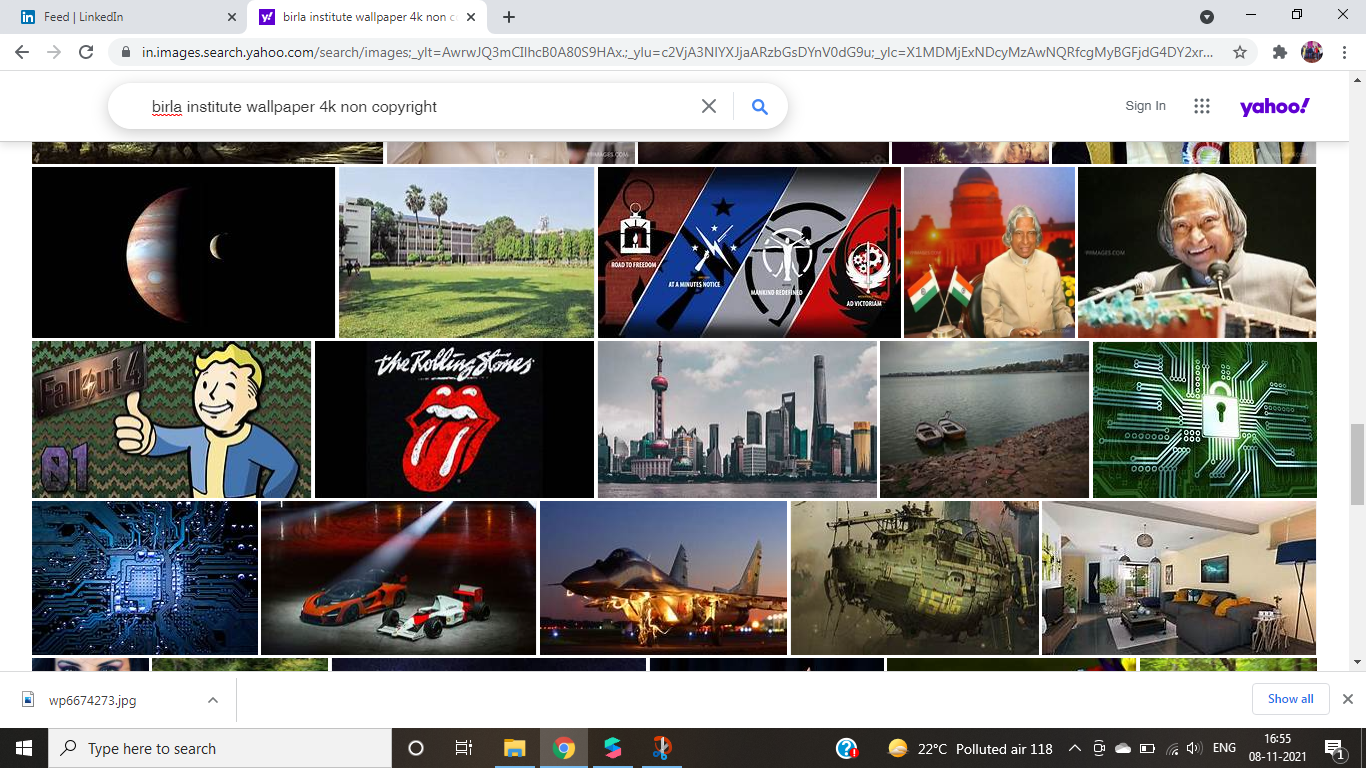 Feed | LinkedIn
birla institute wallpaper 4k non c
in.images.search.yahoo.com/search/images;_ylt=AwrwJQ3mCIlhcB0A80S9HAx.;_ylu=c2VjA3NlYXJjaARzbGsDYnV0dG9u;_ylc=X1MDMjExNDcyMzAwNQRfcgMyBGFjdG4DY2xr...
birla institute wallpaper 4k non copyright
Sign In
yahoo!
ROAD TO FREEDOM
AT A MINUTES NOTICE
MANKIND REDEFINED
AD VICTORIAM
Fallout 4
01
the Rolling Stones
wp6674273.jpg
Show all
Type here to search
22°C Polluted air 118
ENG
16:55
08-11-2021
1